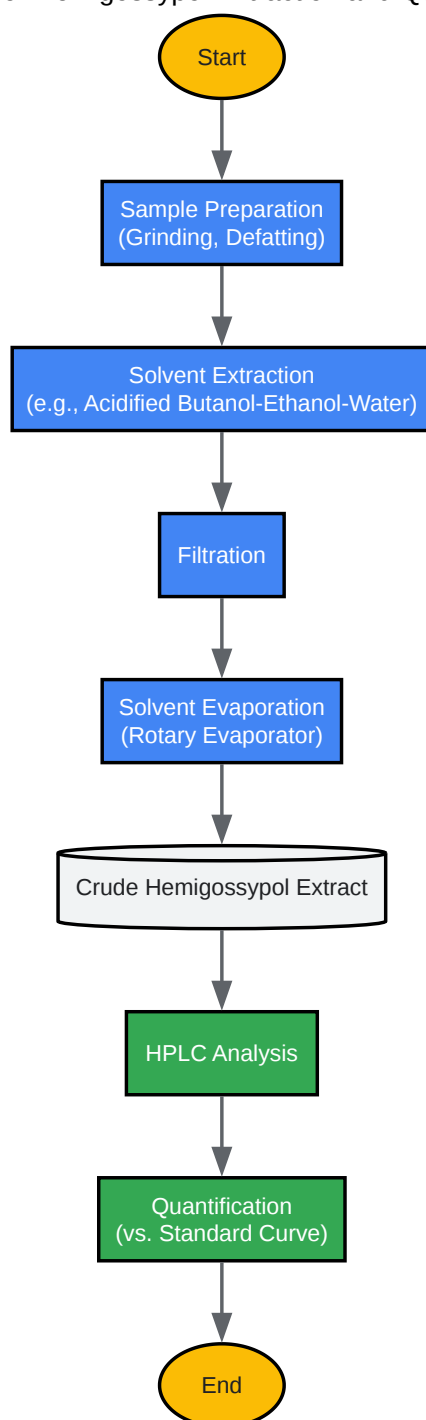 Start
Sample Preparation
(Grinding, Defatting)
Solvent Extraction
(e.g., Acidified Butanol-Ethanol-Water)
Filtration
Solvent Evaporation
(Rotary Evaporator)
Crude Hemigossypol Extract
HPLC Analysis
Quantification
(vs. Standard Curve)
End